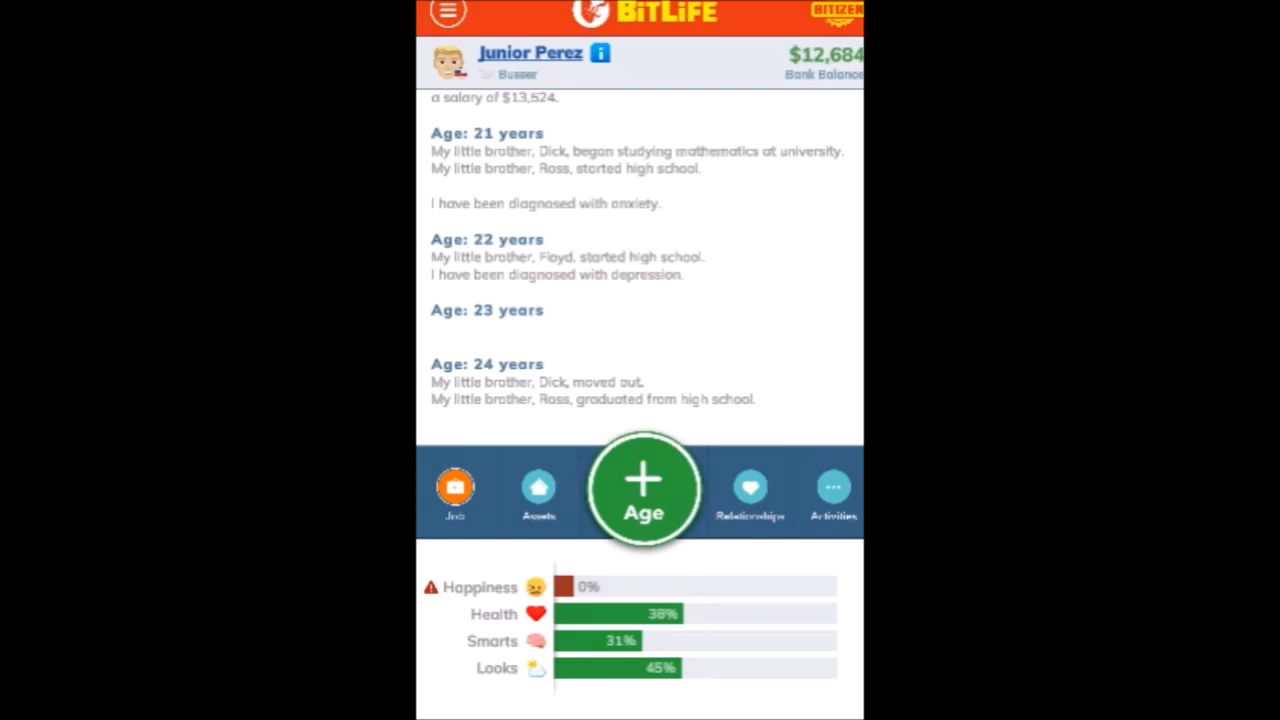 BitLiFE
BITIZEN
Junior Perez
$12,684
Busser
Bank Balance
a salary of $13,524.
Age: 21 years
My little brother, Dick, began studying mathematics at university.
My little brother, Ross, started high school.
I have been diagnosed with anxiety.
Age: 22 years
My little brother, Floyd, started high school.
I have been diagnosed with depression.
Age: 23 years
Age: 24 years
My little brother, Dick, moved out.
My little brother, Ross, graduated from high school.
Job
Assets
Age
Relationships
Activities
Happiness 0%
Health 38%
Smarts 31%
Looks 45%